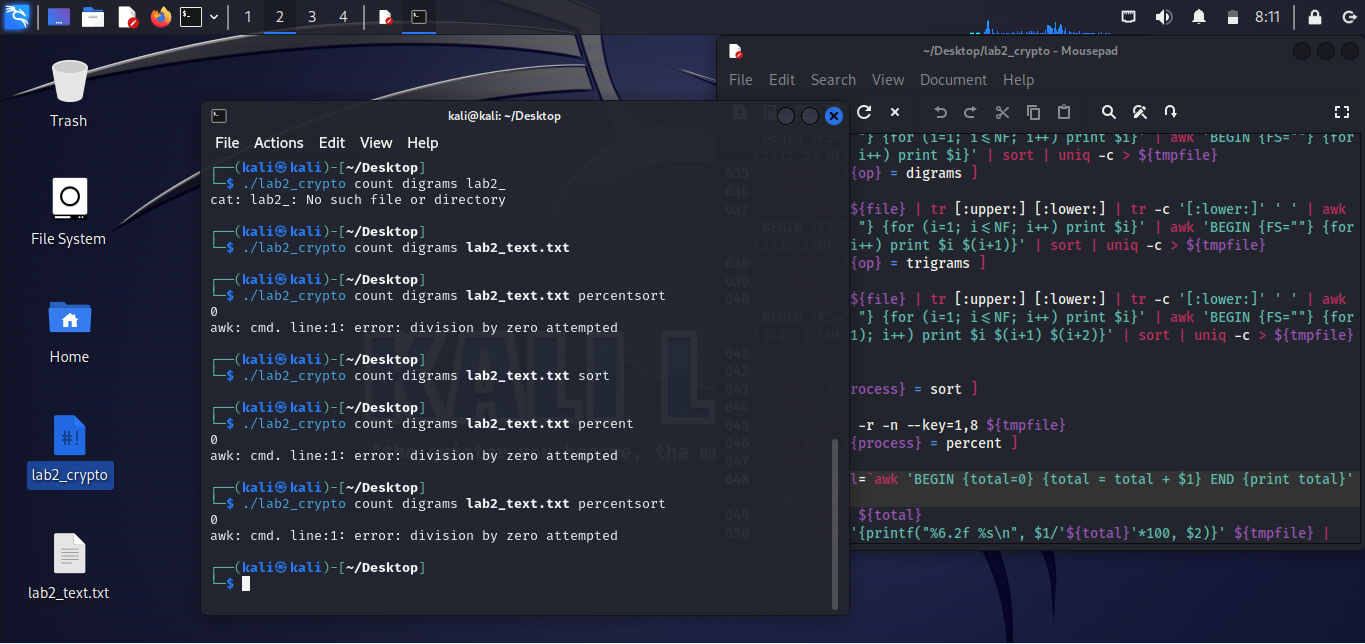 1 2 3 4 8:11
Trash
File System
Home
#!
lab2_crypto
lab2_text.txt
~/Desktop/lab2_crypto - Mousepad
File Edit Search View Document Help
"} {for (i=1; i<=NF; i++) print $i}' | awk 'BEGIN {FS=""} {for
i++) print $i}' | sort | uniq -c > ${tmpfile}
635 {op} = digrams ]
636
637 ${file} | tr [:upper:] [:lower:] | tr -c '[:lower:]' ' ' | awk
'BEGIN {FS=" "} {for (i=1; i<=NF; i++) print $i}' | awk 'BEGIN {FS=""} {for
(i=1; i<NF; i++) print $i $(i+1)}' | sort | uniq -c > ${tmpfile}
638 {op} = trigrams ]
639
640 ${file} | tr [:upper:] [:lower:] | tr -c '[:lower:]' ' ' | awk
'BEGIN {FS=" "} {for (i=1; i<=NF; i++) print $i}' | awk 'BEGIN {FS=""} {for
(i=1; i<(NF-1); i++) print $i $(i+1) $(i+2)}' | sort | uniq -c > ${tmpfile}
641
642
643 {process} = sort ]
644
645 -r -n --key=1,8 ${tmpfile}
646 {process} = percent ]
647
648 =`awk 'BEGIN {total=0} {total = total + $1} END {print total}'
649 ${total}
650 '{printf("%6.2f %s\n", $1/'${total}'*100, $2)}' ${tmpfile} |
kali@kali: ~/Desktop
File Actions Edit View Help
┌──(kali㉿kali)-[~/Desktop]
└─$ ./lab2_crypto count digrams lab2_
cat: lab2_: No such file or directory
┌──(kali㉿kali)-[~/Desktop]
└─$ ./lab2_crypto count digrams lab2_text.txt
┌──(kali㉿kali)-[~/Desktop]
└─$ ./lab2_crypto count digrams lab2_text.txt percentsort
0
awk: cmd. line:1: error: division by zero attempted
┌──(kali㉿kali)-[~/Desktop]
└─$ ./lab2_crypto count digrams lab2_text.txt sort
┌──(kali㉿kali)-[~/Desktop]
└─$ ./lab2_crypto count digrams lab2_text.txt percent
0
awk: cmd. line:1: error: division by zero attempted
┌──(kali㉿kali)-[~/Desktop]
└─$ ./lab2_crypto count digrams lab2_text.txt percentsort
0
awk: cmd. line:1: error: division by zero attempted
┌──(kali㉿kali)-[~/Desktop]
└─$
KALI L